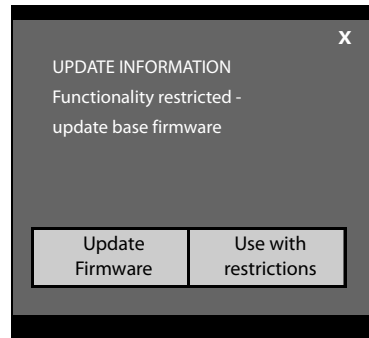 X
UPDATE INFORMATION
Functionality restricted -
update base firmware
Update
Firmware
Use with
restrictions